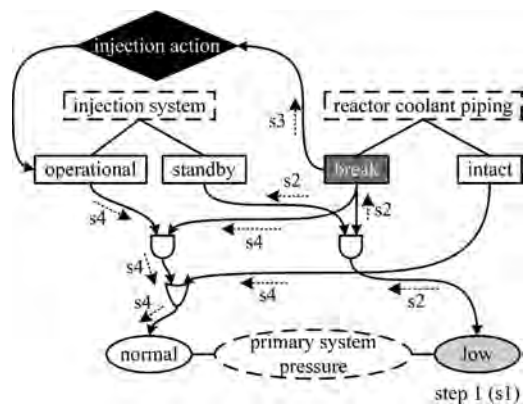 injection action
injection system
reactor coolant piping
s3
operational
standby
break
intact
s2
s2
s4
s4
s4
s4
s4
s2
normal
primary system
pressure
low
step 1 (s1)